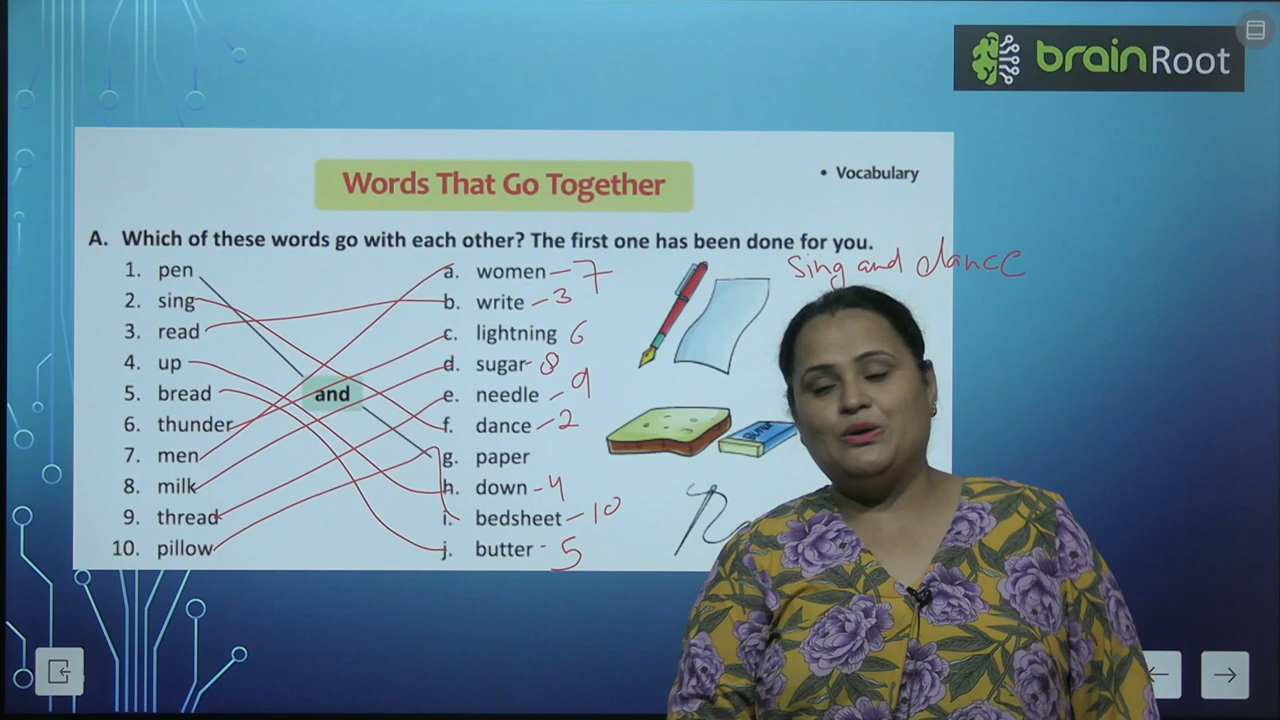 brainRoot
Words That Go Together
• Vocabulary
A. Which of these words go with each other? The first one has been done for you.
sing and dance
1. pen
2. sing
3. read
4. up
5. bread
6. thunder
7. men
8. milk
9. thread
10. pillow
and
a. women – 7
b. write – 3
c. lightning 6
d. sugar – 8
e. needle – 9
f. dance – 2
g. paper
h. down – 4
i. bedsheet – 10
j. butter - 5